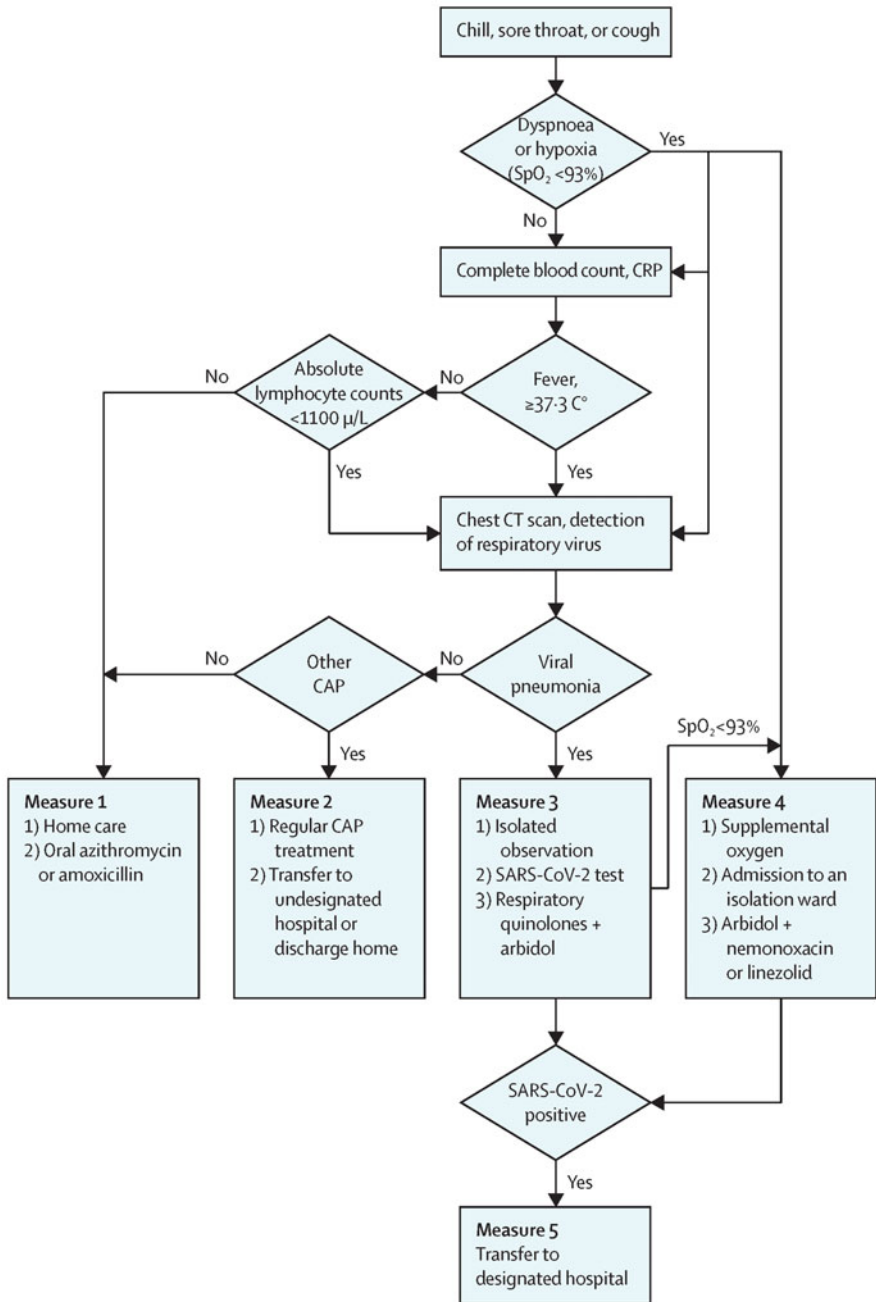 Chill, sore throat, or cough
Dyspnoea
or hypoxia
(SpO₂ <93%)
Yes
No
Complete blood count, CRP
Absolute
lymphocyte counts
<1100 µ/L
No
No
Fever,
≥37·3 C°
Yes
Yes
Chest CT scan, detection
of respiratory virus
No
Other
CAP
No
Viral
pneumonia
SpO₂<93%
Yes
Yes
Measure 1
1) Home care
2) Oral azithromycin
or amoxicillin
Measure 2
1) Regular CAP
treatment
2) Transfer to
undesignated
hospital or
discharge home
Measure 3
1) Isolated
observation
2) SARS-CoV-2 test
3) Respiratory
quinolones +
arbidol
Measure 4
1) Supplemental
oxygen
2) Admission to an
isolation ward
3) Arbidol +
nemonoxacin
or linezolid
SARS-CoV-2
positive
Yes
Measure 5
Transfer to
designated hospital